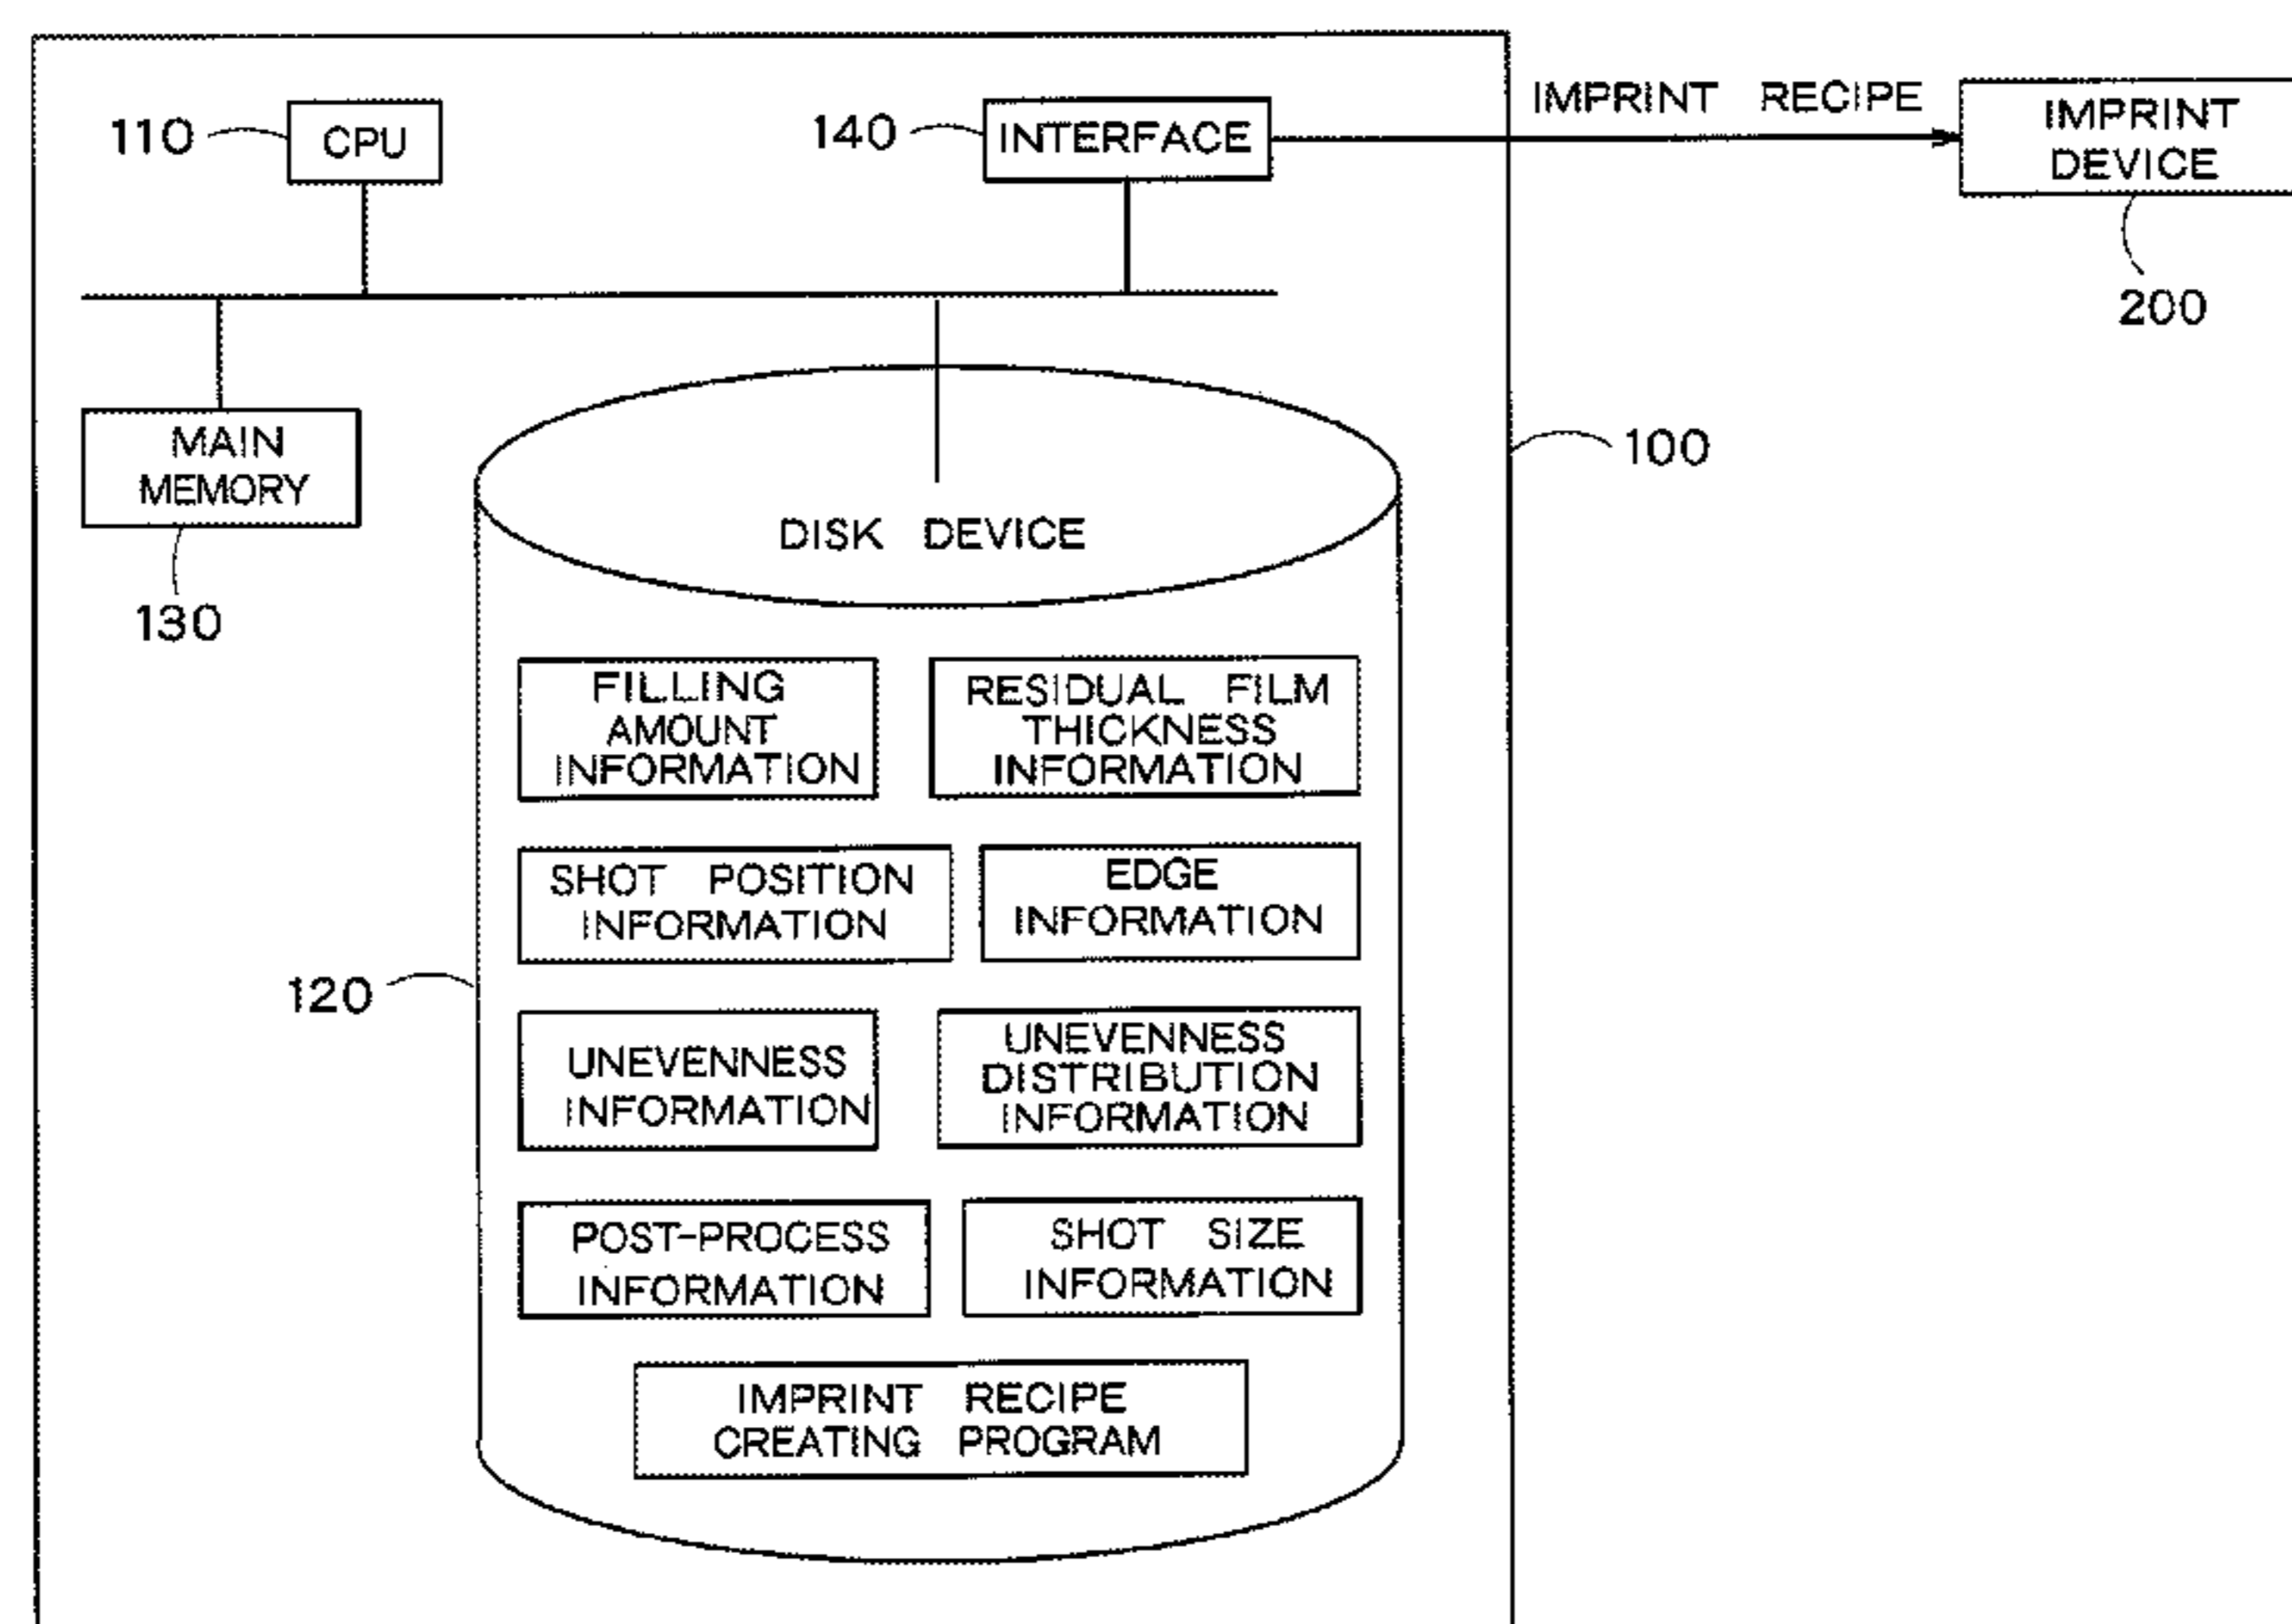 IMPRINT RECIPE
110
CPU
140
INTERFACE
IMPRINT
DEVICE
200
MAIN
MEMORY
130
100
DISK DEVICE
FILLING
AMOUNT
INFORMATION
RESIDUAL FILM
THICKNESS
INFORMATION
SHOT POSITION
INFORMATION
EDGE
INFORMATION
120
UNEVENNESS
INFORMATION
UNEVENNESS
DISTRIBUTION
INFORMATION
POST-PROCESS
INFORMATION
SHOT SIZE
INFORMATION
IMPRINT RECIPE
CREATING PROGRAM